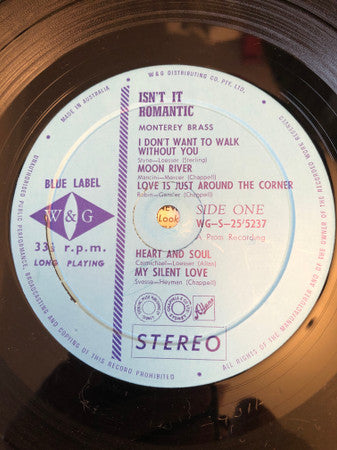 W & G DISTRIBUTING CO. PTY. LTD.
MADE IN AUSTRALIA
ISN'T IT
ROMANTIC
MONTEREY BRASS
I DON'T WANT TO WALK
WITHOUT YOU
Styne—Loesser (Sterling)
MOON RIVER
Mancini—Mercer (Chappell)
LOVE IS JUST AROUND THE CORNER
Robin—Gensler (Chappell)
BLUE LABEL
W&G
33⅓ r.p.m.
LONG PLAYING
Look
SIDE ONE
WG-S-25'5237
A Prom Recording
HEART AND SOUL
Carmichael—Loesser (Allan)
MY SILENT LOVE
Svasse—Heymen (Chappell)
STEREO
UNAUTHORISED PUBLIC PERFORMANCE, BROADCASTING AND COPYING OF THIS RECORD PROHIBITED
ALL RIGHTS OF THE MANUFACTURER AND OF THE OWNER OF THE RECORDED WORK RESERVED